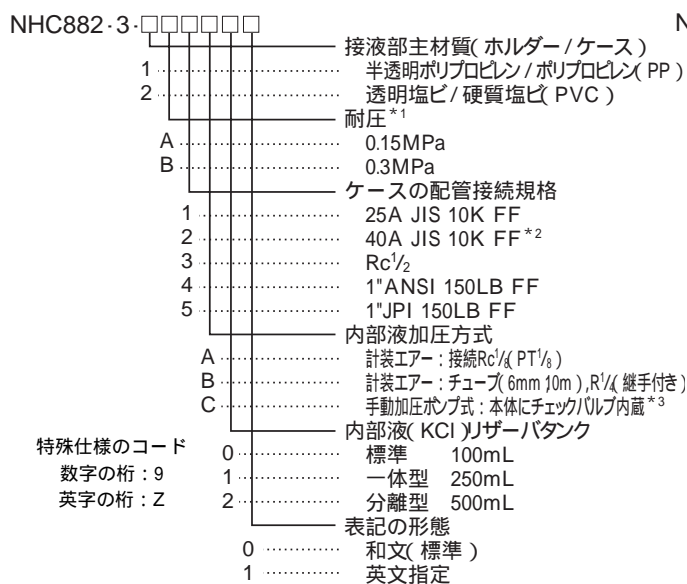 NHC882·3·□□□□□□ N
接液部主材質(ホルダー/ケース)
1 半透明ポリプロピレン/ポリプロピレン(PP)
2 透明塩ビ/硬質塩ビ(PVC)
耐圧*1
A 0.15MPa
B 0.3MPa
ケースの配管接続規格
1 25A JIS 10K FF
2 40A JIS 10K FF*2
3 Rc1/2
4 1"ANSI 150LB FF
5 1"JPI 150LB FF
内部液加圧方式
A 計装エアー:接続Rc1/8(PT1/8)
B 計装エアー:チューブ(6mm 10m),R1/4(継手付き)
C 手動加圧ポンプ式:本体にチェックバルブ内蔵*3
内部液(KCl)リザーバタンク
特殊仕様のコード
数字の桁:9
英字の桁:Z
0 標準 100mL
1 一体型 250mL
2 分離型 500mL
表記の形態
0 和文(標準)
1 英文指定